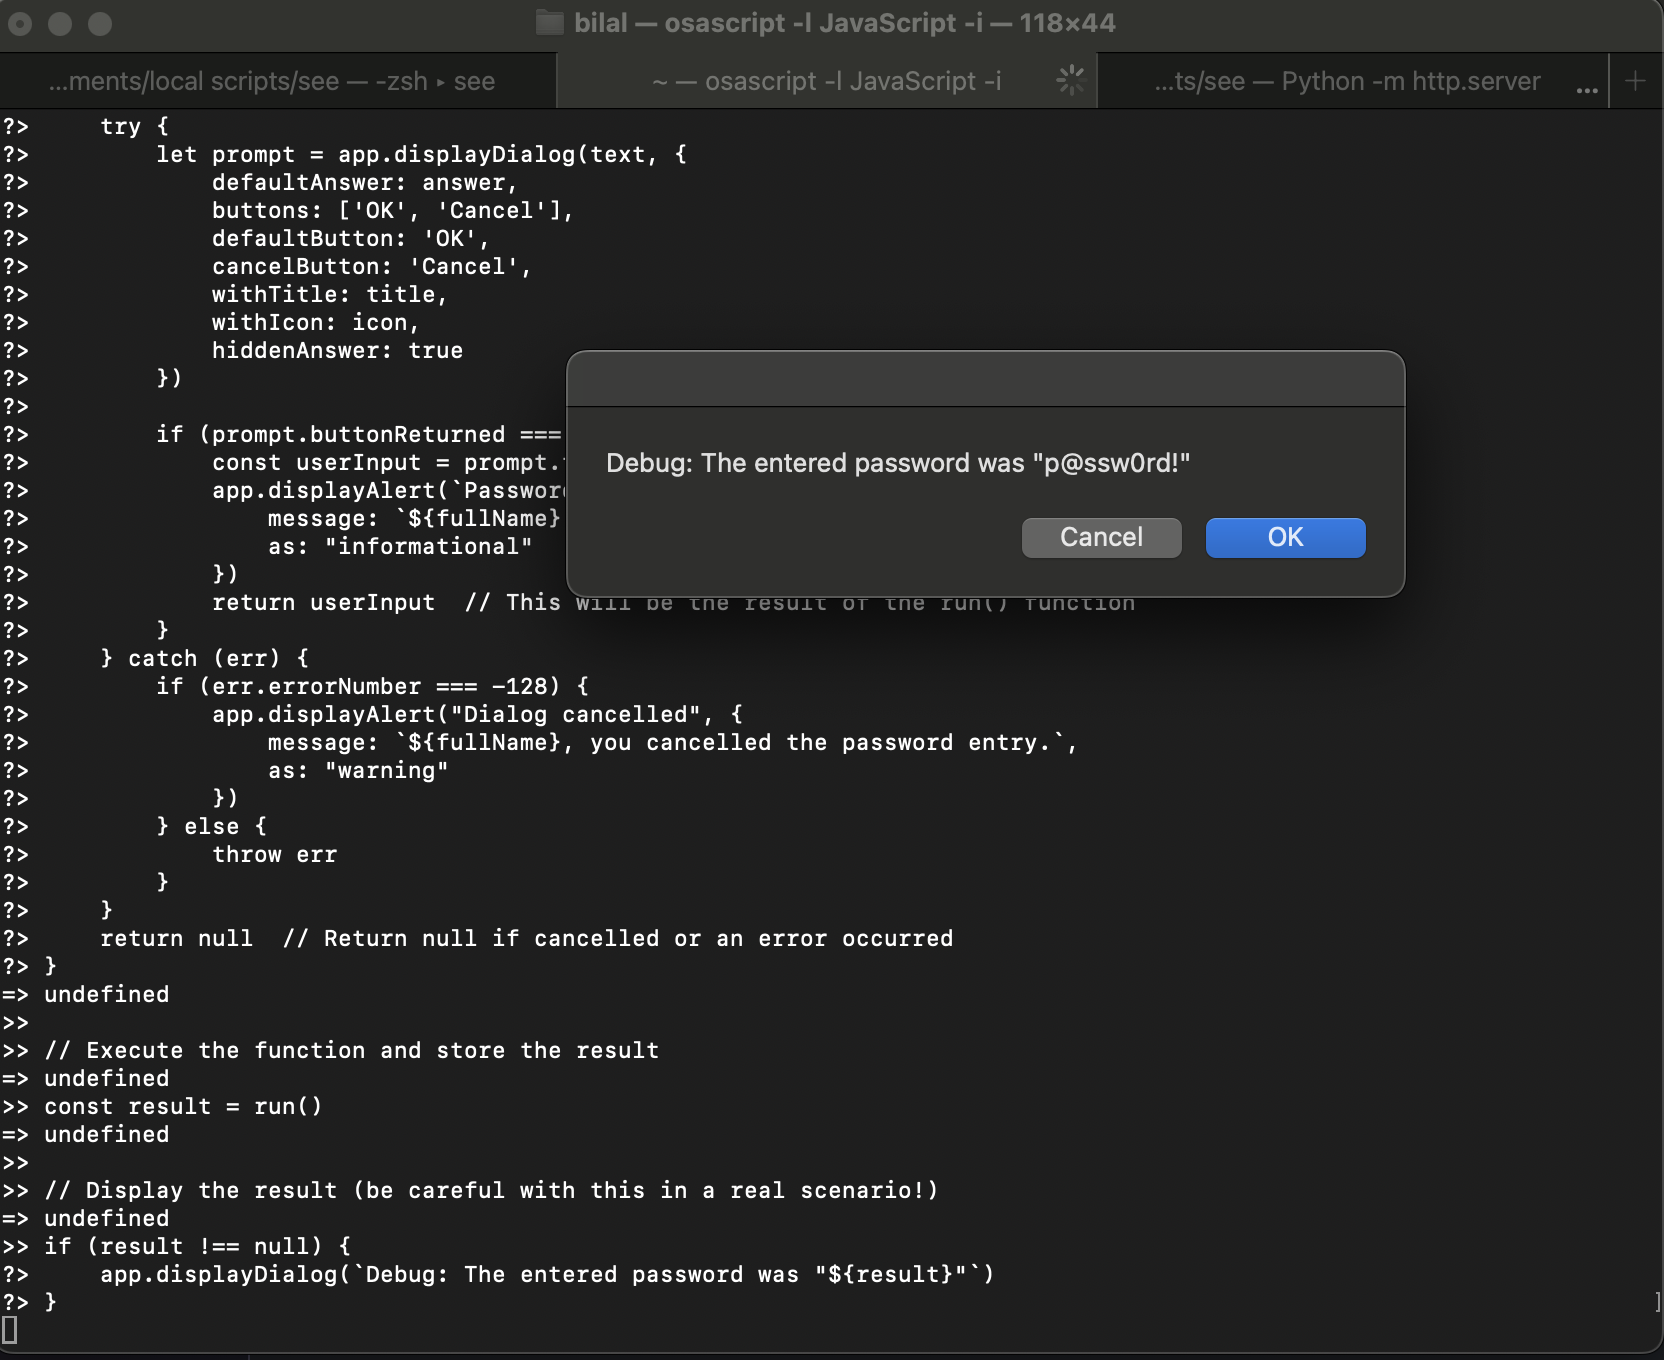 bilal — osascript -l JavaScript -i — 118×44
...ments/local scripts/see — -zsh ▸ see
~ — osascript -l JavaScript -i
...ts/see — Python -m http.server ...
+
?>     try {
?>         let prompt = app.displayDialog(text, {
?>             defaultAnswer: answer,
?>             buttons: ['OK', 'Cancel'],
?>             defaultButton: 'OK',
?>             cancelButton: 'Cancel',
?>             withTitle: title,
?>             withIcon: icon,
?>             hiddenAnswer: true
?>         })
?>
?>         if (prompt.buttonReturned ===
?>             const userInput = prompt.
?>             app.displayAlert(`Password
?>                 message: `${fullName}
?>                 as: "informational"
?>             })
?>             return userInput  // This will be the result of the run() function
?>         }
?>     } catch (err) {
?>         if (err.errorNumber === -128) {
?>             app.displayAlert("Dialog cancelled", {
?>                 message: `${fullName}, you cancelled the password entry.`,
?>                 as: "warning"
?>             })
?>         } else {
?>             throw err
?>         }
?>     }
?>     return null  // Return null if cancelled or an error occurred
?> }
=> undefined
>>
>> // Execute the function and store the result
=> undefined
>> const result = run()
=> undefined
>>
>> // Display the result (be careful with this in a real scenario!)
=> undefined
>> if (result !== null) {
?>     app.displayDialog(`Debug: The entered password was "${result}"`)
?> }
]
Debug: The entered password was "p@ssw0rd!"
Cancel
OK